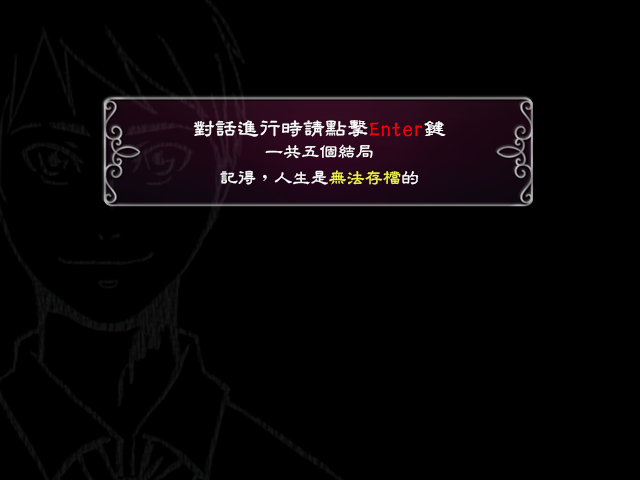 對話進行時請點擊Enter鍵
一共五個結局
記得，人生是無法存檔的